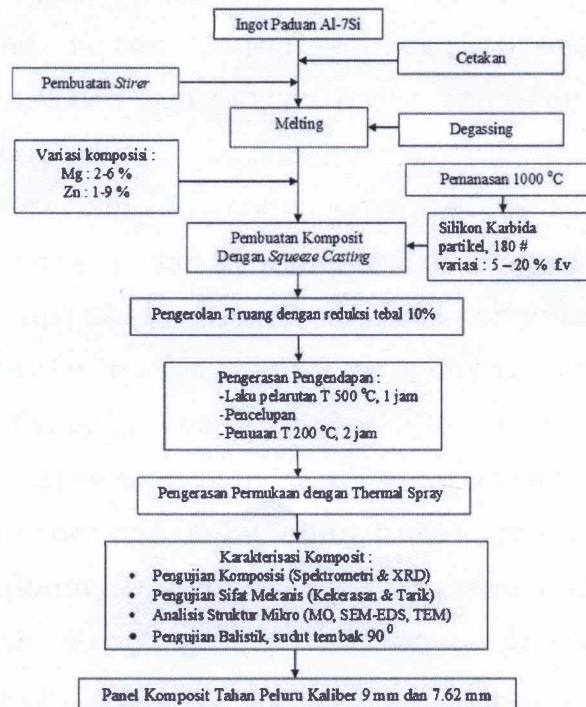 Ingot Paduan Al-7Si
Cetakan
Pembuatan Stirer
Melting
Degassing
Variasi komposisi :
Mg : 2-6 %
Zn : 1-9 %
Pemanasan 1000 °C
Pembuatan Komposit
Dengan Squeeze Casting
Silikon Karbida
partikel, 180 #
variasi : 5 – 20 % f.v
Pengerolan T ruang dengan reduksi tebal 10%
Pengerasan Pengendapan :
-Laku pelarutan T 500 °C, 1 jam
-Pencelupan
-Penuaan T 200 °C, 2 jam
Pengerasan Permukaan dengan Thermal Spray
Karakterisasi Komposit :
• Pengujian Komposisi (Spektrometri & XRD)
• Pengujian Sifat Mekanis (Kekerasan & Tarik)
• Analisis Struktur Mikro (MO, SEM-EDS, TEM)
• Pengujian Balistik, sudut tembak 90⁰
Panel Komposit Tahan Peluru Kaliber 9 mm dan 7.62 mm